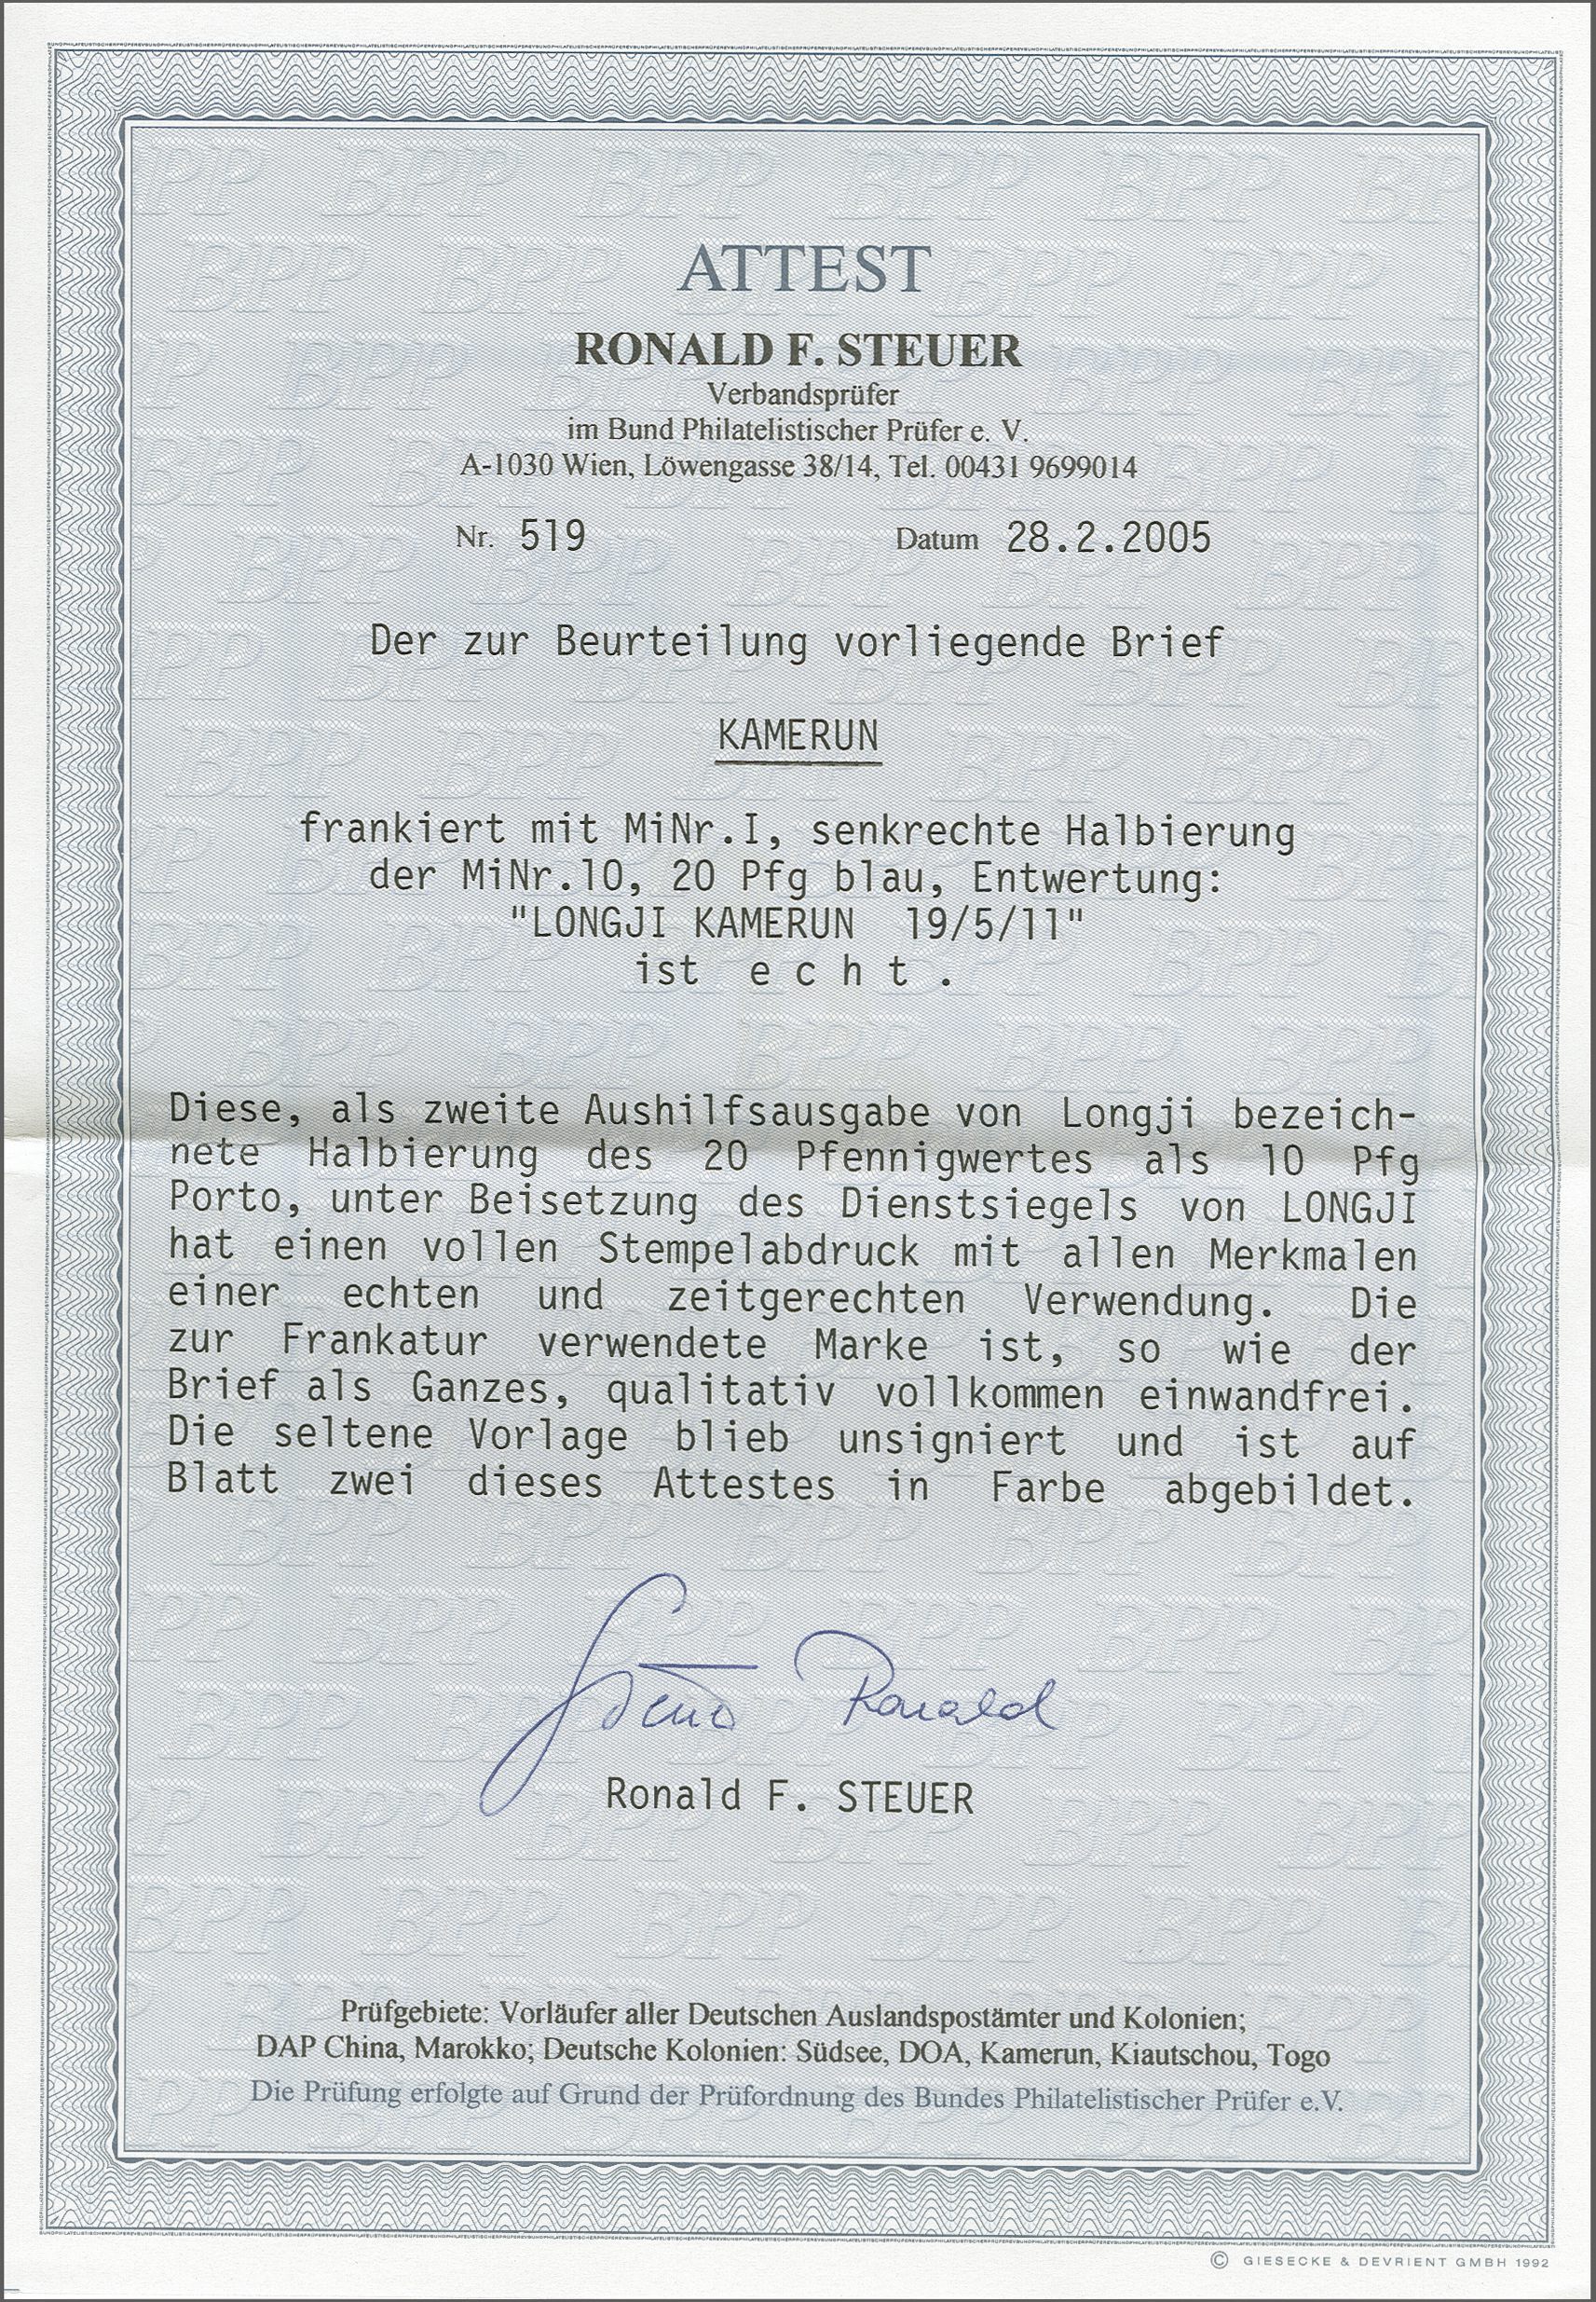 ATTEST
RONALD F. STEUER
Verbandsprüfer
im Bund Philatelistischer Prüfer e. V.
A-1030 Wien, Löwengasse 38/14, Tel. 00431 9699014
Nr. 519 Datum 28.2.2005
Der zur Beurteilung vorliegende Brief
KAMERUN
frankiert mit MiNr.I, senkrechte Halbierung
der MiNr.10, 20 Pfg blau, Entwertung:
"LONGJI KAMERUN 19/5/11"
ist e c h t .
Diese, als zweite Aushilfsausgabe von Longji bezeich-
nete Halbierung des 20 Pfennigwertes als 10 Pfg
Porto, unter Beisetzung des Dienstsiegels von LONGJI
hat einen vollen Stempelabdruck mit allen Merkmalen
einer echten und zeitgerechten Verwendung. Die
zur Frankatur verwendete Marke ist, so wie der
Brief als Ganzes, qualitativ vollkommen einwandfrei.
Die seltene Vorlage blieb unsigniert und ist auf
Blatt zwei dieses Attestes in Farbe abgebildet.
Ronald
Ronald F. STEUER
Prüfgebiete: Vorläufer aller Deutschen Auslandspostämter und Kolonien;
DAP China, Marokko; Deutsche Kolonien: Südsee, DOA, Kamerun, Kiautschou, Togo
Die Prüfung erfolgte auf Grund der Prüfordnung des Bundes Philatelistischer Prüfer e.V.
© GIESECKE & DEVRIENT GMBH 1992